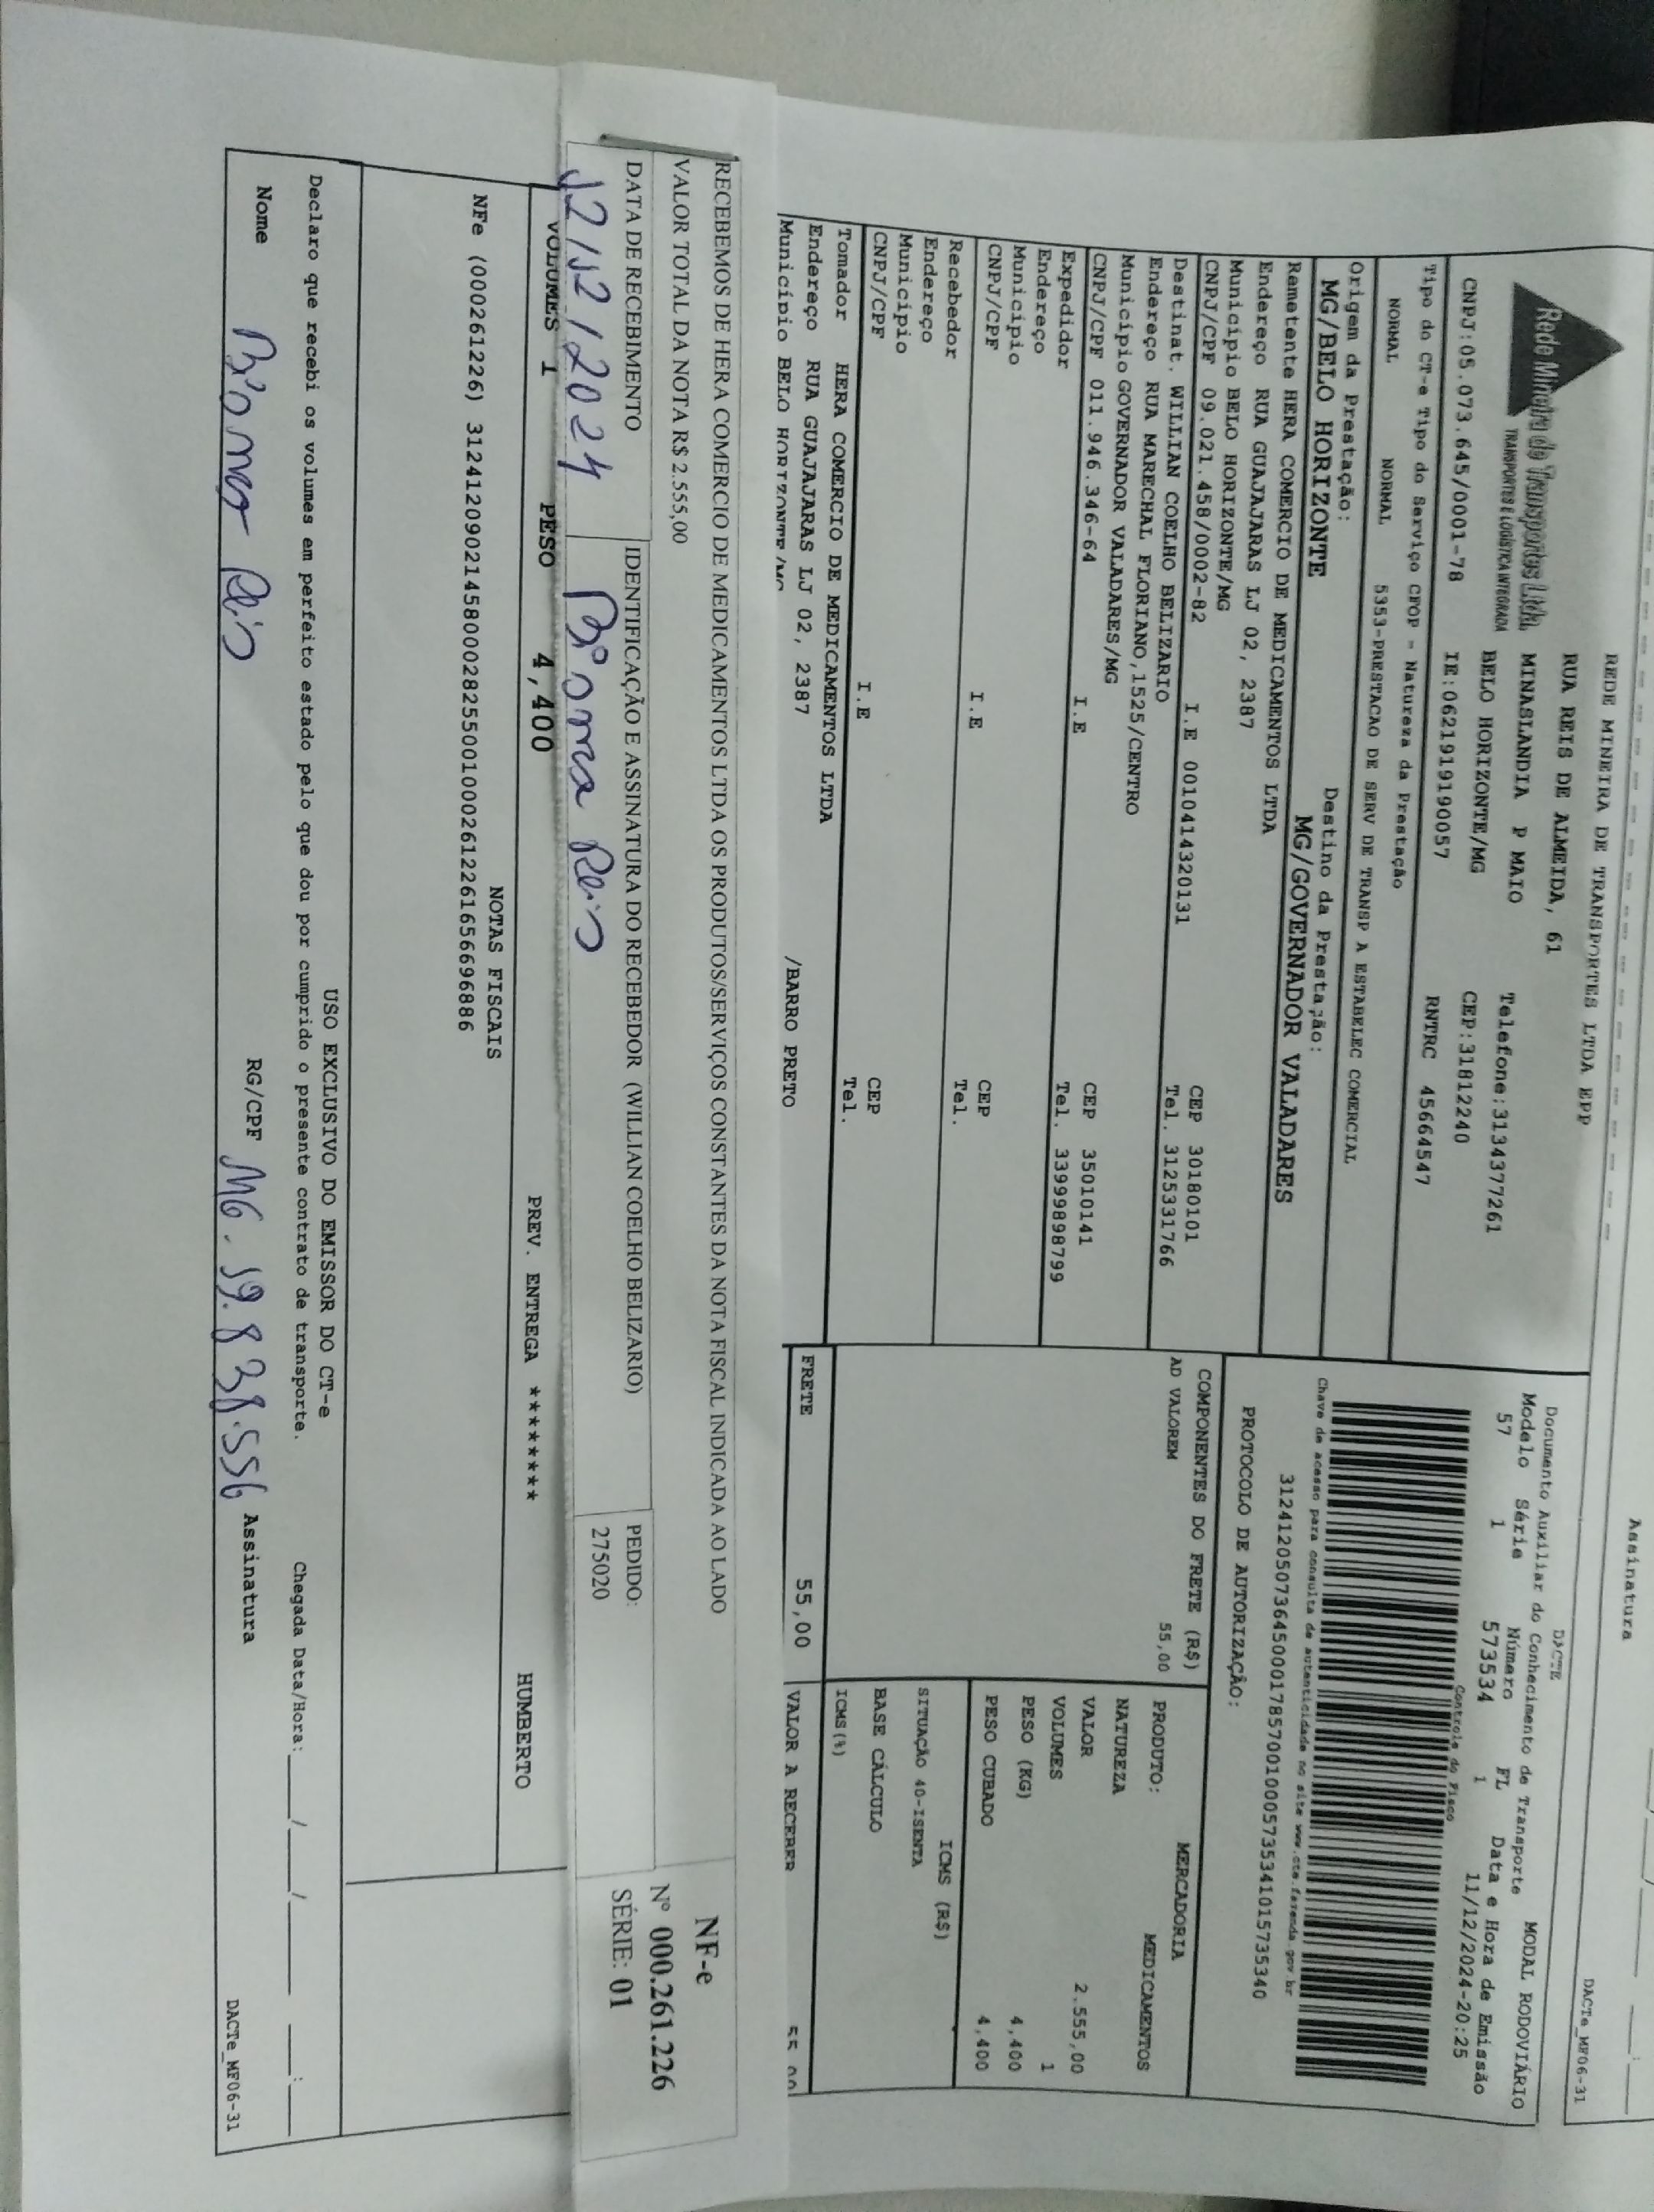 Assinatura
DACTe_MF06-31
REDE MINEIRA DE TRANSPORTES LTDA EPP
RUA REIS DE ALMEIDA, 61
MINASLANDIA P MAIO
Telefone:3134377261
BELO HORIZONTE/MG
CEP:31812240
Rede Mineira de Transportes Ltda.
TRANSPORTES E LOGÍSTICA INTEGRADA
CNPJ:05.073.645/0001-78
IE:0621919190057
RNTRC 45664547
DACTE
Documento Auxiliar do Conhecimento de Transporte
MODAL RODOVIÁRIO
Modelo Série Número FL Data e Hora de Emissão
57 1 573534 1 11/12/2024-20:25
Controle do Fisco
Tipo do CT-e Tipo do Serviço CFOP - Natureza da Prestação
NORMAL NORMAL 5353-PRESTACAO DE SERV DE TRANSP A ESTABELEC COMERCIAL
Chave de acesso para consulta de autenticidade no site www.cte.fazenda.gov.br
31241205073645000178570010005735341015735340
PROTOCOLO DE AUTORIZAÇÃO:
Origem da Prestação:
MG/BELO HORIZONTE
Destino da Prestação:
MG/GOVERNADOR VALADARES
Remetente HERA COMERCIO DE MEDICAMENTOS LTDA
Endereço RUA GUAJAJARAS LJ 02, 2387
Município BELO HORIZONTE/MG
CEP 30180101
CNPJ/CPF 09.021.458/0002-82 I.E 0010414320131 Tel. 3125331766
Destinat. WILLIAN COELHO BELIZARIO
Endereço RUA MARECHAL FLORIANO,1525/CENTRO
Município GOVERNADOR VALADARES/MG
CEP 35010141
CNPJ/CPF 011.946.346-64 I.E Tel. 33999898799
Expedidor
Endereço
Município CEP
CNPJ/CPF I.E Tel.
Recebedor
Endereço
Município CEP
CNPJ/CPF I.E Tel.
Tomador HERA COMERCIO DE MEDICAMENTOS LTDA
Endereço RUA GUAJAJARAS LJ 02, 2387
Município BELO HORIZONTE/MG /BARRO PRETO
COMPONENTES DO FRETE (R$)
AD VALOREM 55,00
FRETE 55,00
MERCADORIA
PRODUTO: MEDICAMENTOS
NATUREZA
VALOR 2.555,00
VOLUMES 1
PESO (KG) 4,400
PESO CUBADO 4,400
ICMS (R$)
SITUAÇÃO 40-ISENTA
BASE CÁLCULO
ICMS(%)
VALOR A RECEBER 55,00
RECEBEMOS DE HERA COMERCIO DE MEDICAMENTOS LTDA OS PRODUTOS/SERVIÇOS CONSTANTES DA NOTA FISCAL INDICADA AO LADO
VALOR TOTAL DA NOTA R$ 2.555,00
NF-e
Nº 000.261.226
SÉRIE: 01
DATA DE RECEBIMENTO
12/12/2024
IDENTIFICAÇÃO E ASSINATURA DO RECEBEDOR (WILLIAN COELHO BELIZARIO)
Reis
PEDIDO:
275020
VOLUMES 1 PESO 4,400 PREV. ENTREGA ******** HUMBERTO
NOTAS FISCAIS
NFe (000261226) 31241209021458000282550010002612261656696886
USO EXCLUSIVO DO EMISSOR DO CT-e
Declaro que recebi os volumes em perfeito estado pelo que dou por cumprido o presente contrato de transporte. Chegada Data/Hora: / / :
Nome Reis RG/CPF MG.19.838.556 Assinatura
DACTe_MF06-31